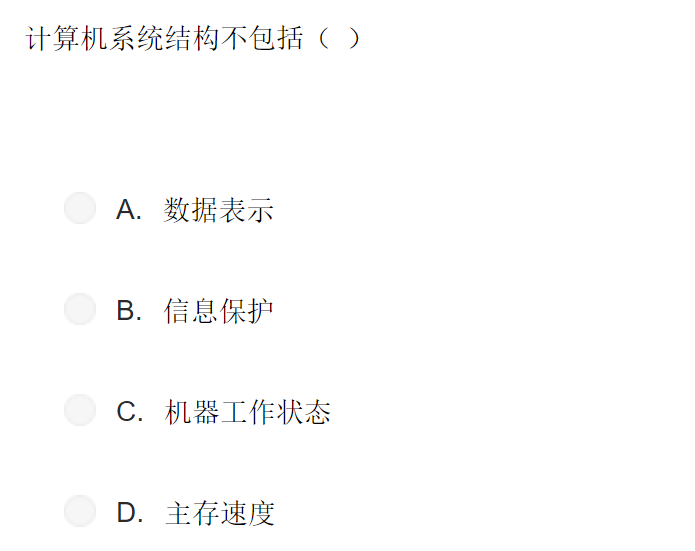 计算机系统结构不包括（ ）
A. 数据表示
B. 信息保护
C. 机器工作状态
D. 主存速度